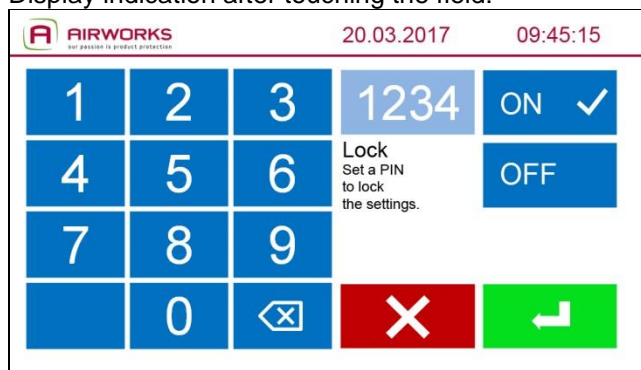 Display indication after touching the field.
AIRWORKS
our passion is product protection
20.03.2017
09:45:15
1 2 3 1234 ON
4 5 6
Lock
Set a PIN
to lock
the settings.
OFF
7 8 9
0